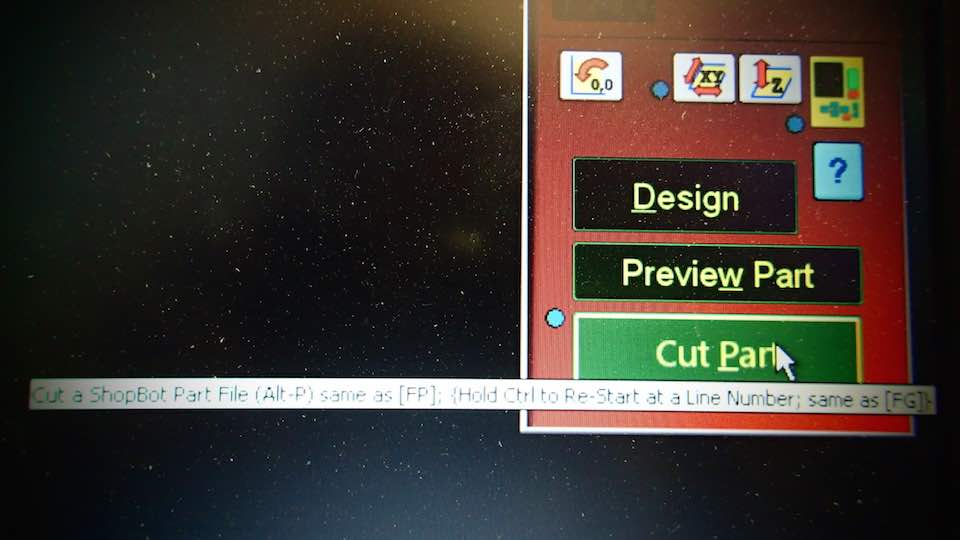 0,0
XY
Z
?
Design
Preview Part
Cut Part
Cut a ShopBot Part File (Alt-P) same as [FP]; {Hold Ctrl to Re-Start at a Line Number; same as [FG]}